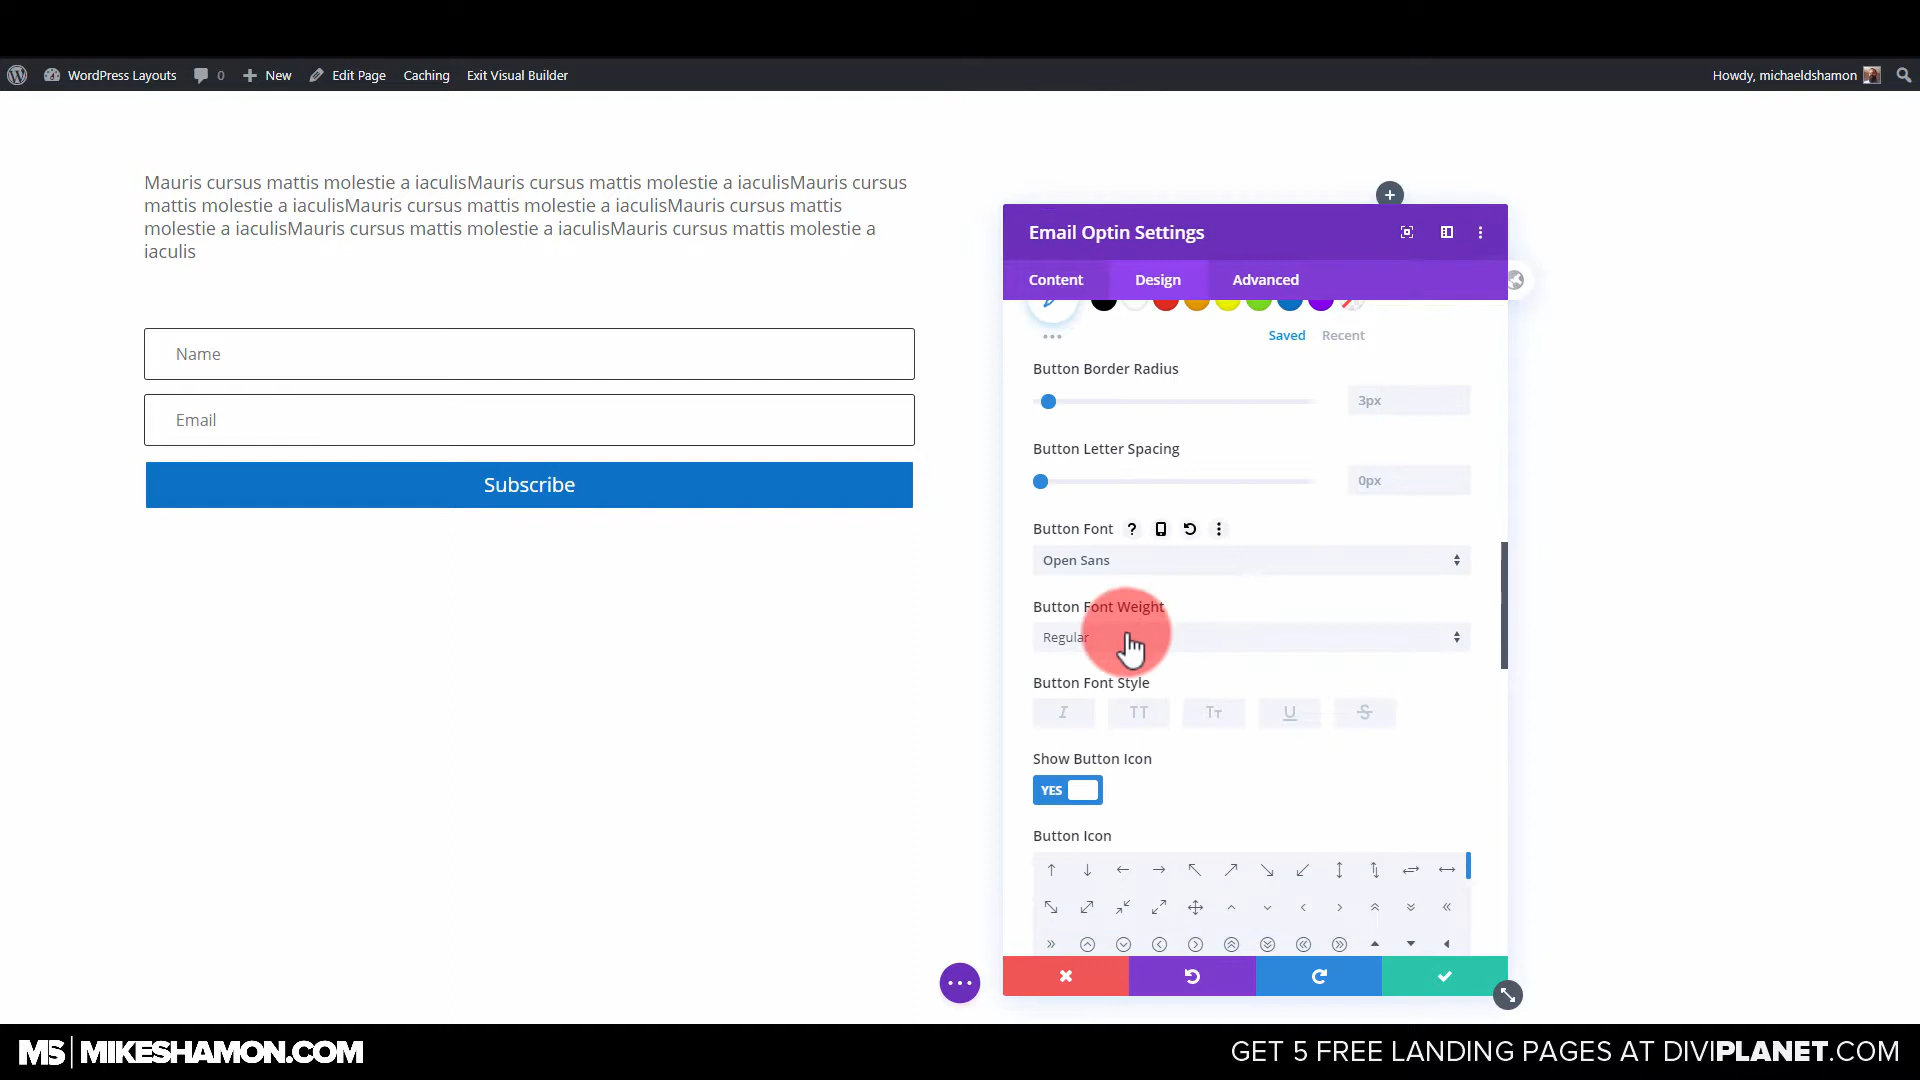 WordPress Layouts 0 New Edit Page Caching Exit Visual Builder Howdy, michaeldshamon
Mauris cursus mattis molestie a iaculisMauris cursus mattis molestie a iaculisMauris cursus
mattis molestie a iaculisMauris cursus mattis molestie a iaculisMauris cursus mattis
molestie a iaculisMauris cursus mattis molestie a iaculisMauris cursus mattis molestie a
iaculis
Name
Email
Subscribe
Email Optin Settings
Content Design Advanced
Saved Recent
Button Border Radius
3px
Button Letter Spacing
0px
Button Font ?
Open Sans
Button Font Weight
Regular
Button Font Style
I TT Tт U S
Show Button Icon
YES
Button Icon
MS | MIKESHAMON.COM
GET 5 FREE LANDING PAGES AT DIVIPLANET.COM